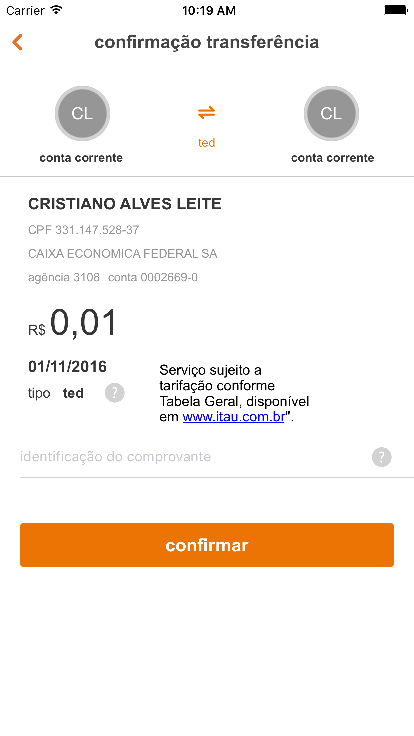 Carrier 10:19 AM
confirmação transferência
CL CL
ted
conta corrente conta corrente
CRISTIANO ALVES LEITE
CPF 331.147.528-37
CAIXA ECONOMICA FEDERAL SA
agência 3108 conta 0002669-0
R$ 0,01
01/11/2016
tipo ted ?
Serviço sujeito a
tarifação conforme
Tabela Geral, disponível
em www.itau.com.br".
identificação do comprovante ?
confirmar